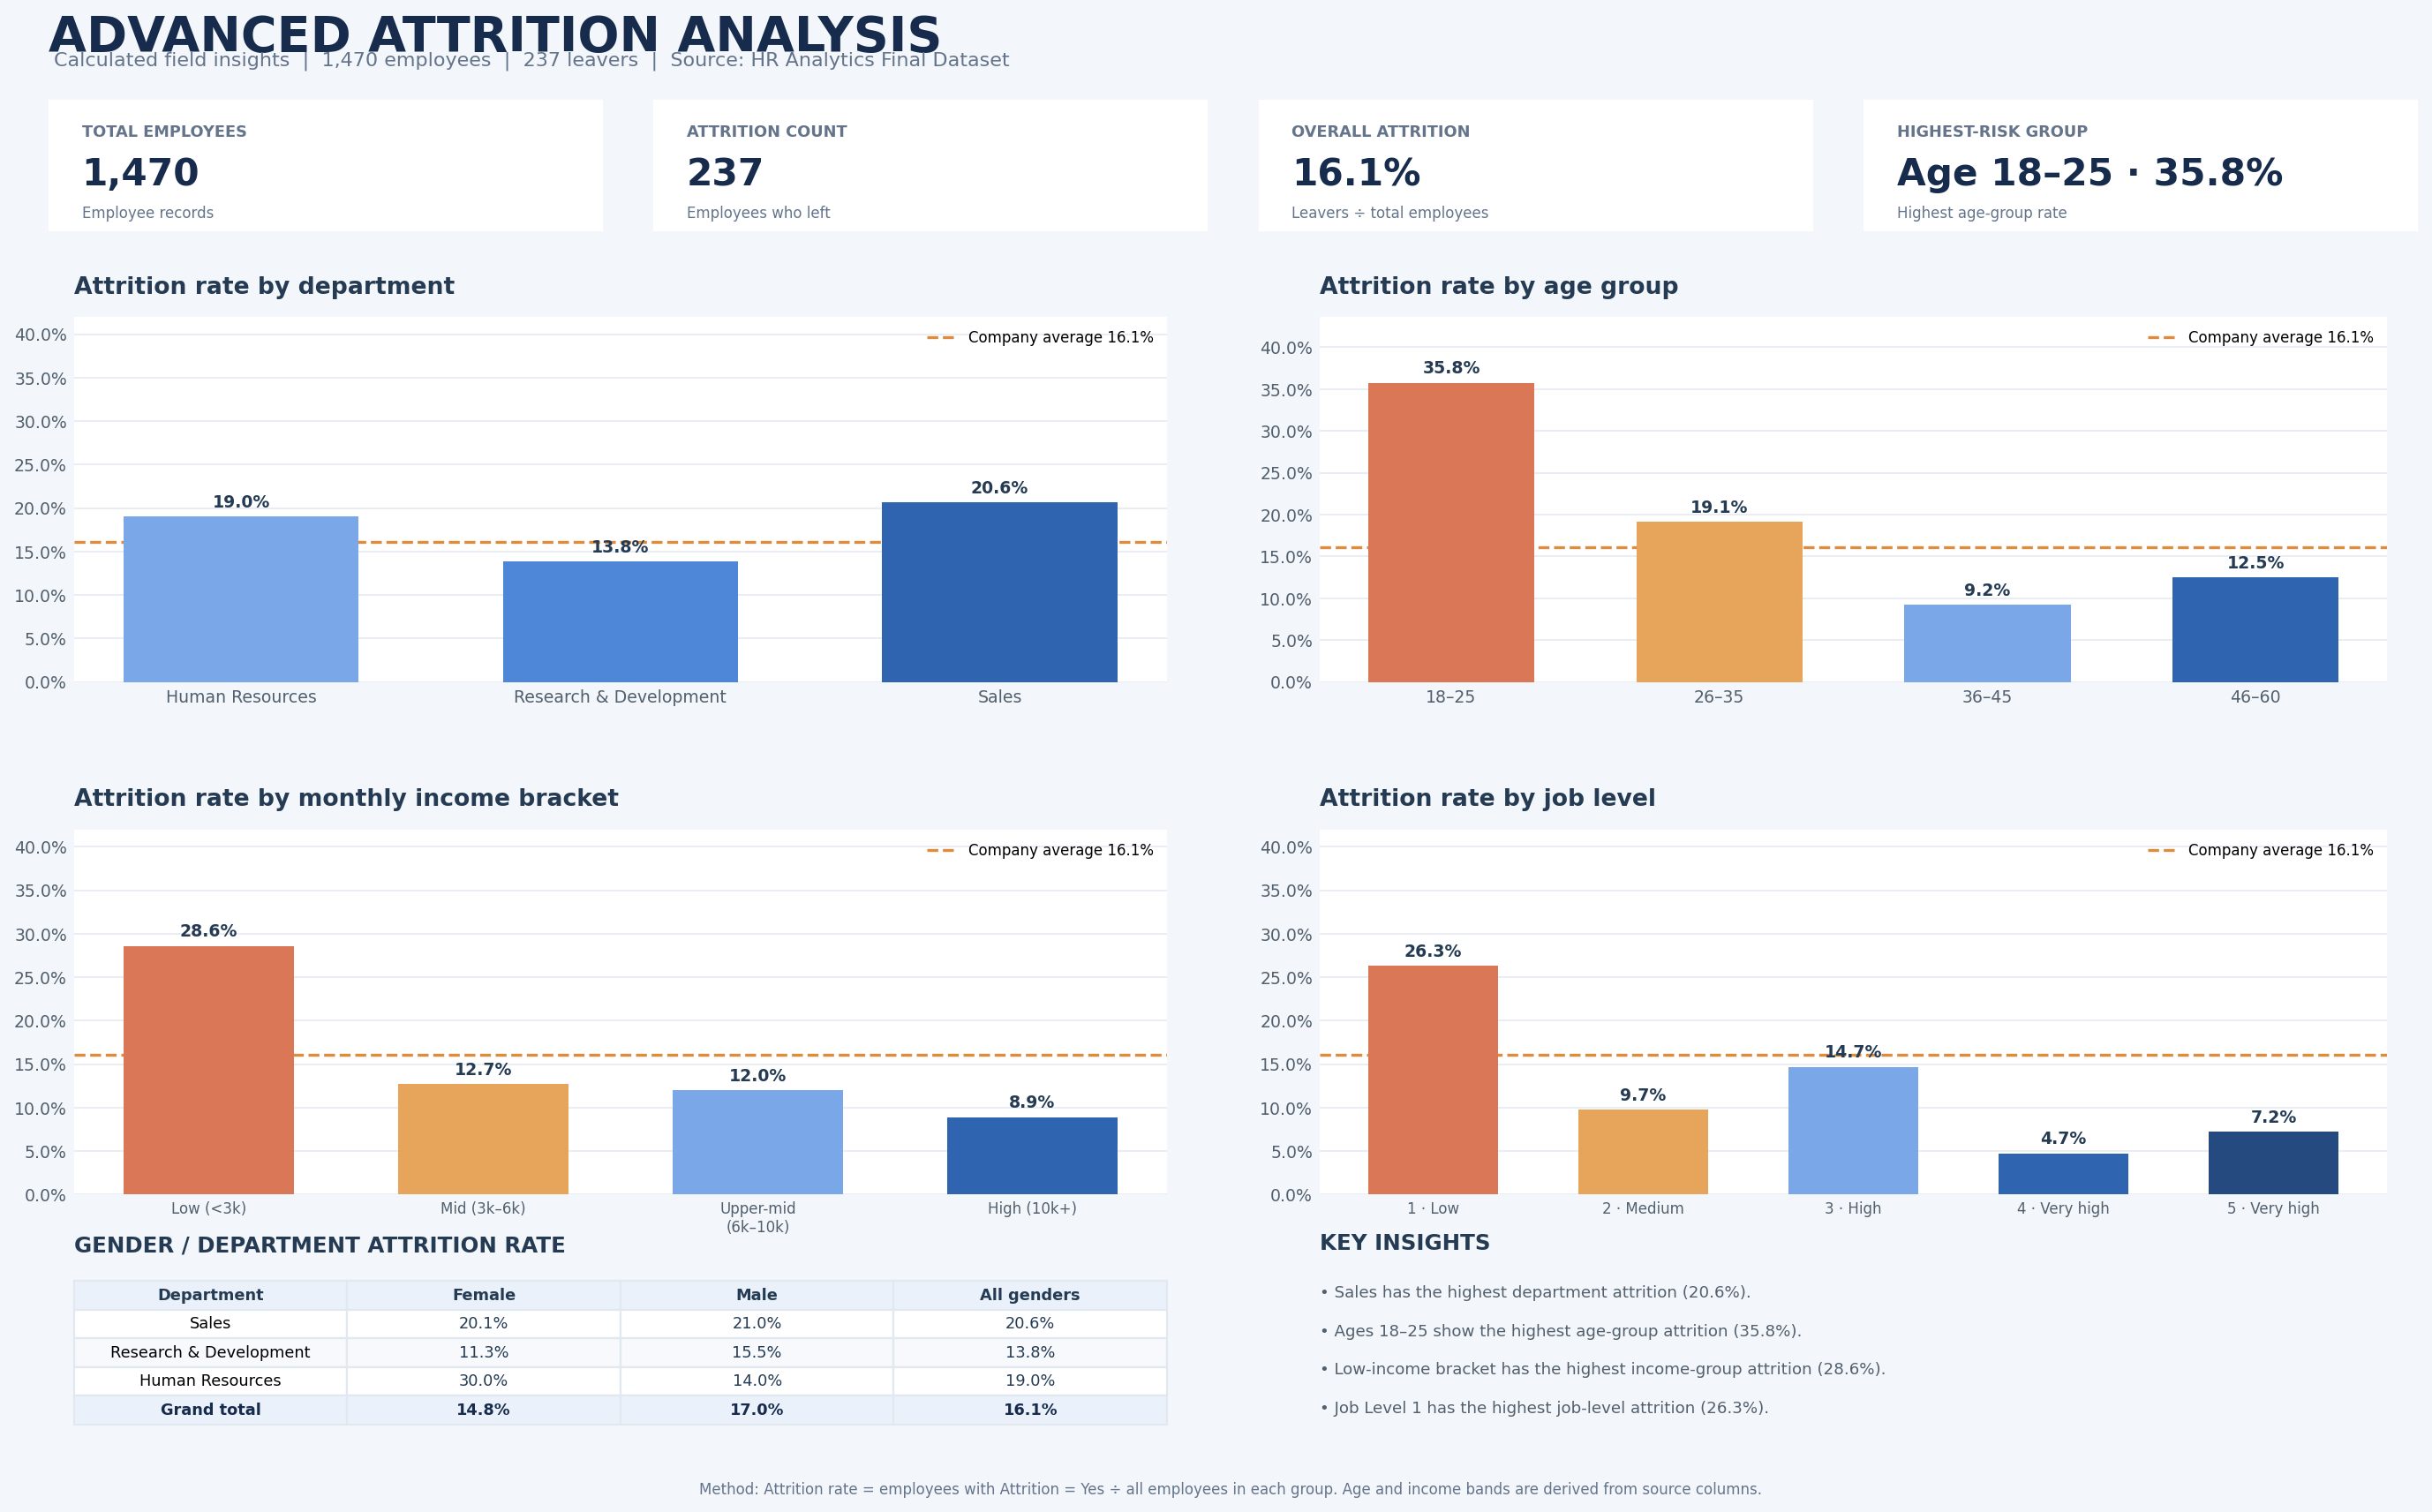 ADVANCED ATTRITION ANALYSIS
Calculated field insights | 1,470 employees | 237 leavers | Source: HR Analytics Final Dataset
TOTAL EMPLOYEES
1,470
Employee records
ATTRITION COUNT
237
Employees who left
OVERALL ATTRITION
16.1%
Leavers ÷ total employees
HIGHEST-RISK GROUP
Age 18–25 · 35.8%
Highest age-group rate
Attrition rate by department
Company average 16.1%
40.0%
35.0%
30.0%
25.0%
20.0%
15.0%
10.0%
5.0%
0.0%
19.0%
13.8%
20.6%
Human Resources
Research & Development
Sales
Attrition rate by age group
Company average 16.1%
40.0%
35.0%
30.0%
25.0%
20.0%
15.0%
10.0%
5.0%
0.0%
35.8%
19.1%
9.2%
12.5%
18–25
26–35
36–45
46–60
Attrition rate by monthly income bracket
Company average 16.1%
40.0%
35.0%
30.0%
25.0%
20.0%
15.0%
10.0%
5.0%
0.0%
28.6%
12.7%
12.0%
8.9%
Low (<3k)
Mid (3k–6k)
Upper-mid
(6k–10k)
High (10k+)
Attrition rate by job level
Company average 16.1%
40.0%
35.0%
30.0%
25.0%
20.0%
15.0%
10.0%
5.0%
0.0%
26.3%
9.7%
14.7%
4.7%
7.2%
1 · Low
2 · Medium
3 · High
4 · Very high
5 · Very high
GENDER / DEPARTMENT ATTRITION RATE
Department Female Male All genders
Sales 20.1% 21.0% 20.6%
Research & Development 11.3% 15.5% 13.8%
Human Resources 30.0% 14.0% 19.0%
Grand total 14.8% 17.0% 16.1%
KEY INSIGHTS
• Sales has the highest department attrition (20.6%).
• Ages 18–25 show the highest age-group attrition (35.8%).
• Low-income bracket has the highest income-group attrition (28.6%).
• Job Level 1 has the highest job-level attrition (26.3%).
Method: Attrition rate = employees with Attrition = Yes ÷ all employees in each group. Age and income bands are derived from source columns.